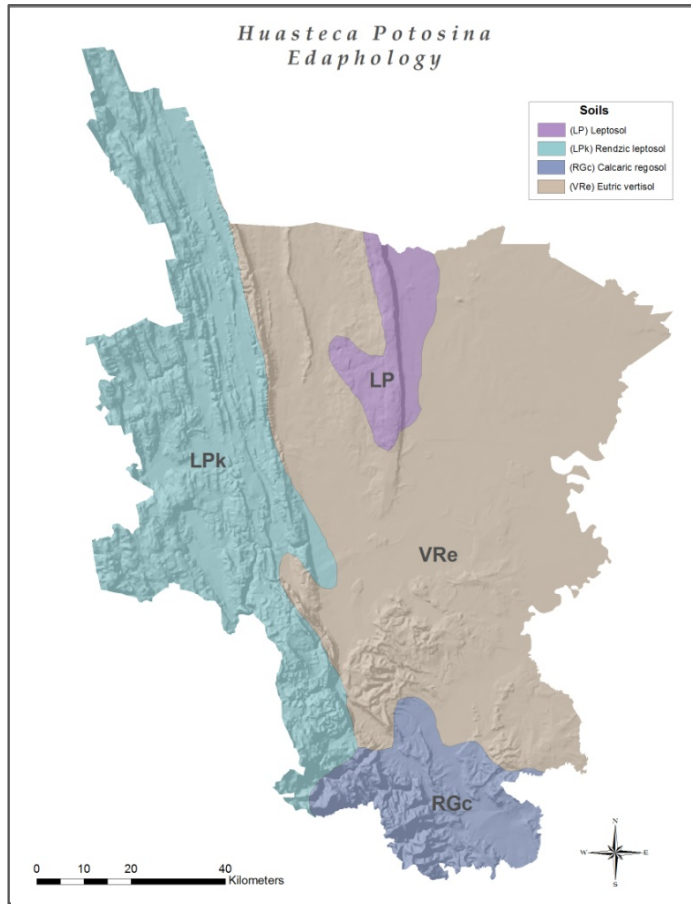 Huasteca Potosina
Edaphology
Soils
(LP) Leptosol
(LPk) Rendzic leptosol
(RGc) Calcaric regosol
(VRe) Eutric vertisol
LP
LPk
VRe
RGc
0 10 20 40
Kilometers
N
W E
S